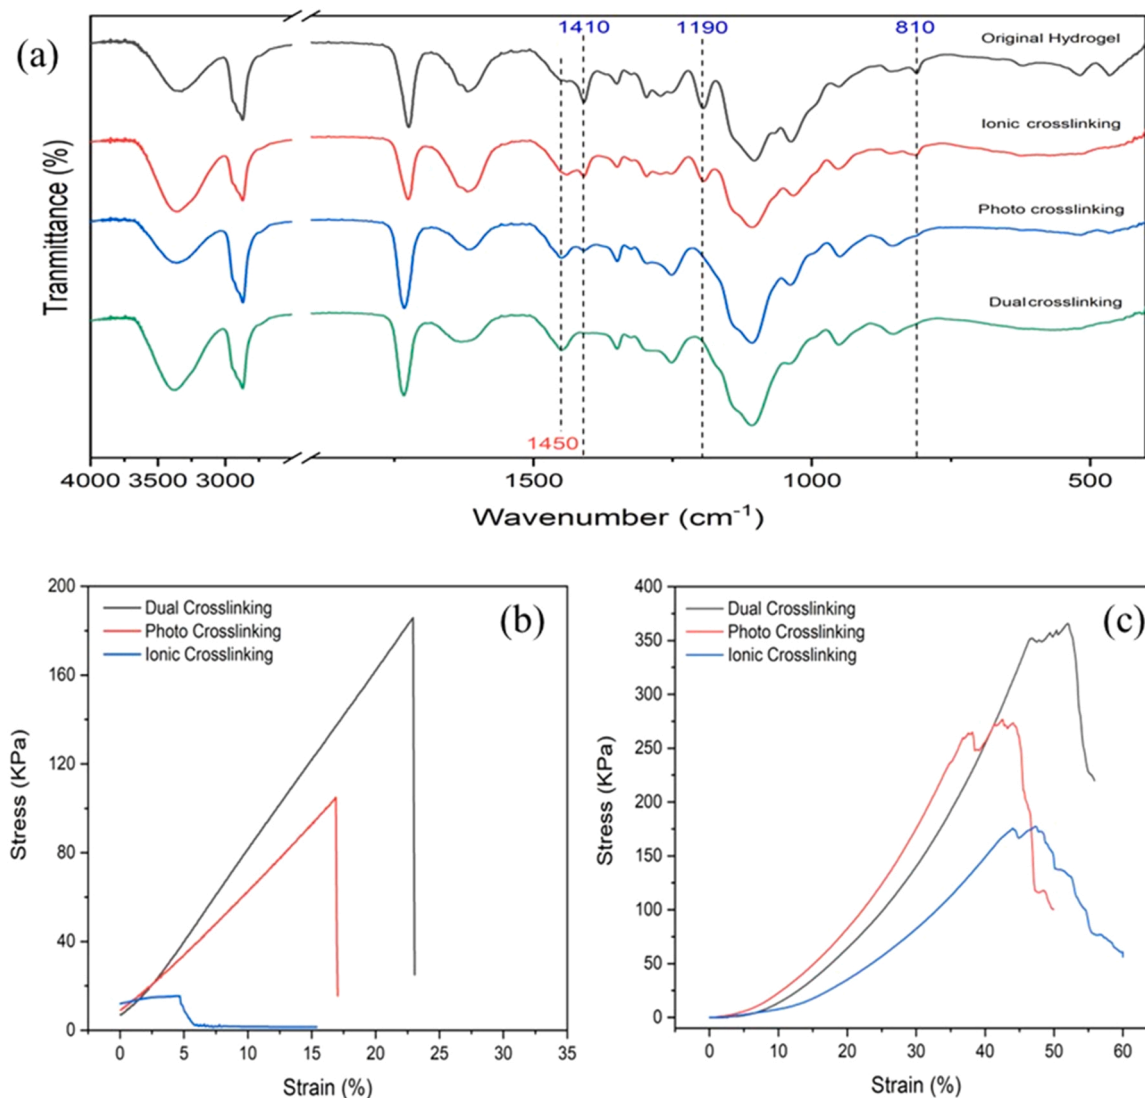 (a)
1410 1190 810
Original Hydrogel
Ionic crosslinking
Photo crosslinking
Dual crosslinking
Tranmittance (%)
1450
4000 3500 3000 1500 1000 500
Wavenumber (cm-1)
(b)
Dual Crosslinking
Photo Crosslinking
Ionic Crosslinking
200
160
120
80
40
0
Stress (KPa)
0 5 10 15 20 25 30 35
Strain (%)
(c)
Dual Crosslinking
Photo Crosslinking
Ionic Crosslinking
400
350
300
250
200
150
100
50
0
Stress (KPa)
0 10 20 30 40 50 60
Strain (%)